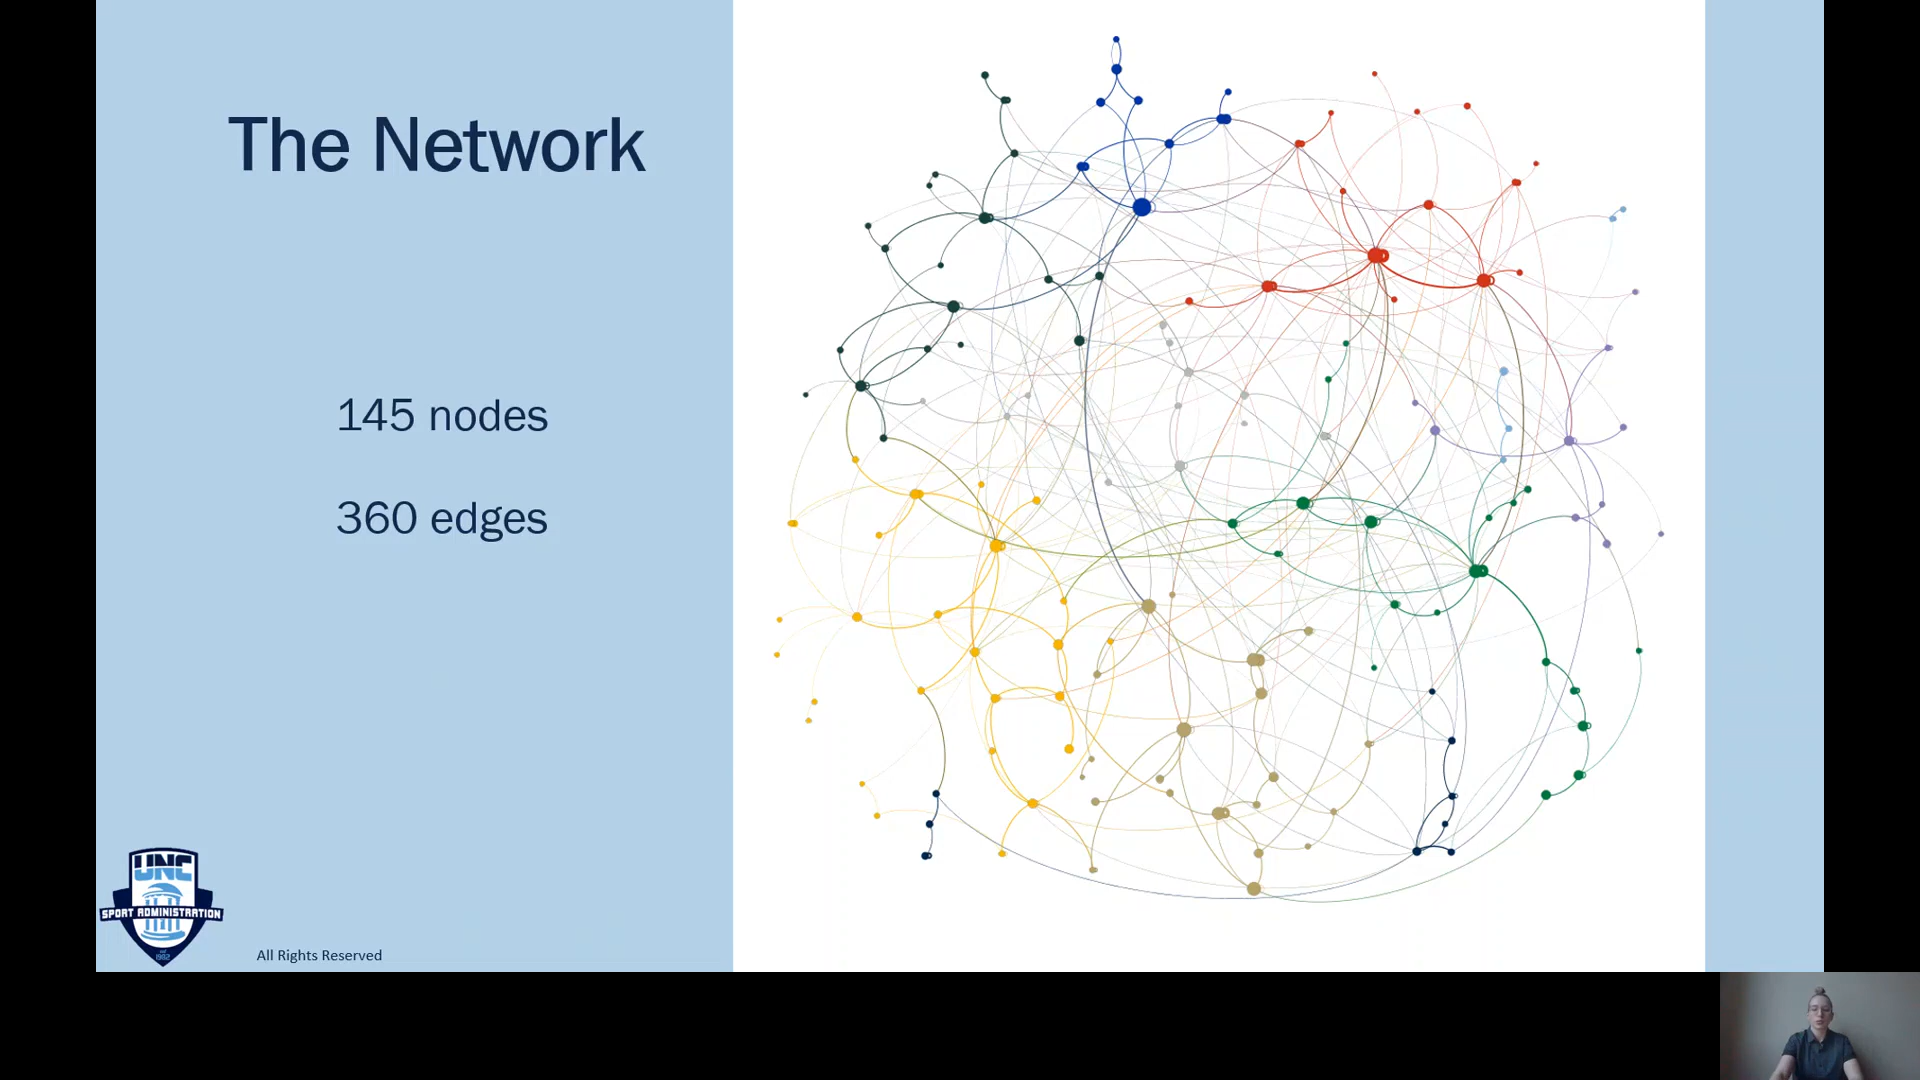 The Network
145 nodes
360 edges
UNC
SPORT ADMINISTRATION
All Rights Reserved